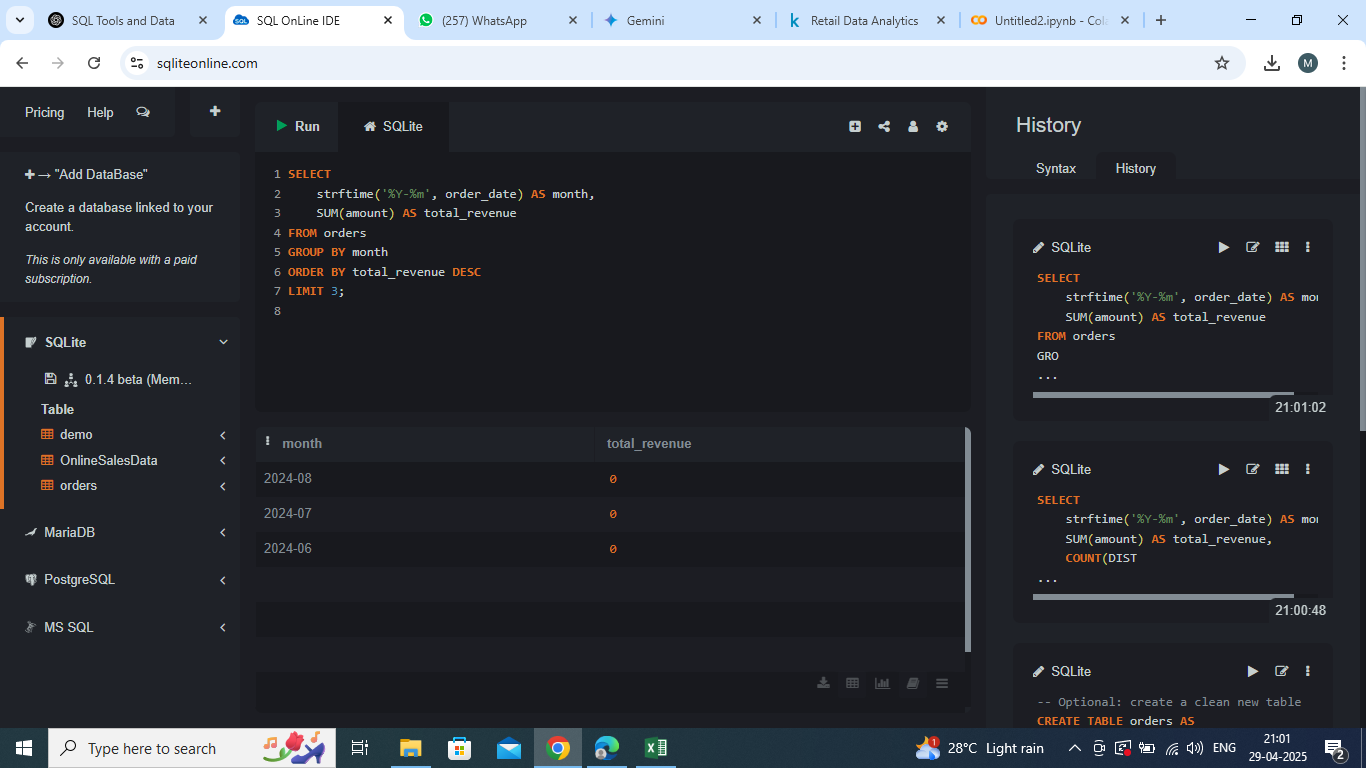 SQL Tools and Data
SQL OnLine IDE
(257) WhatsApp
Gemini
Retail Data Analytics
Untitled2.ipynb - Col
sqliteonline.com
M
Pricing
Help
"Add DataBase"
Create a database linked to your
account.
This is only available with a paid
subscription.
SQLite
0.1.4 beta (Mem...
Table
demo
OnlineSalesData
orders
MariaDB
PostgreSQL
MS SQL
Run
SQLite
1 SELECT
2 strftime('%Y-%m', order_date) AS month,
3 SUM(amount) AS total_revenue
4 FROM orders
5 GROUP BY month
6 ORDER BY total_revenue DESC
7 LIMIT 3;
8
month total_revenue
2024-08 0
2024-07 0
2024-06 0
History
Syntax
History
SQLite
SELECT
strftime('%Y-%m', order_date) AS mon
SUM(amount) AS total_revenue
FROM orders
GRO
...
21:01:02
SQLite
SELECT
strftime('%Y-%m', order_date) AS mon
SUM(amount) AS total_revenue,
COUNT(DIST
...
21:00:48
SQLite
-- Optional: create a clean new table
CREATE TABLE orders AS
Type here to search
1
28°C Light rain
ENG
21:01
29-04-2025
2